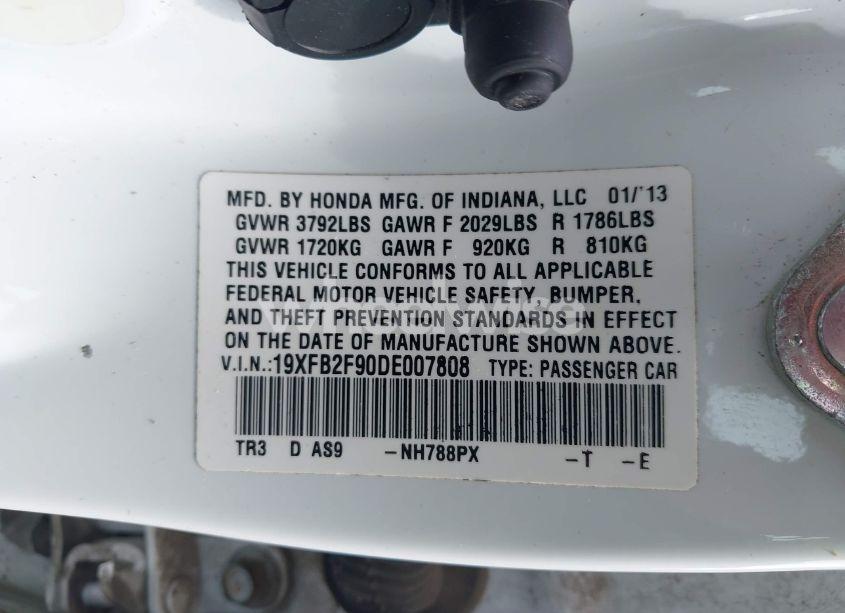 MFD. BY HONDA MFG. OF INDIANA, LLC 01/'13
GVWR 3792LBS GAWR F 2029LBS R 1786LBS
GVWR 1720KG GAWR F 920KG R 810KG
THIS VEHICLE CONFORMS TO ALL APPLICABLE
FEDERAL MOTOR VEHICLE SAFETY, BUMPER,
AND THEFT PREVENTION STANDARDS IN EFFECT
ON THE DATE OF MANUFACTURE SHOWN ABOVE.
V.I.N.:19XFB2F90DE007808 TYPE: PASSENGER CAR
TR3 D AS9 -NH788PX -T -E